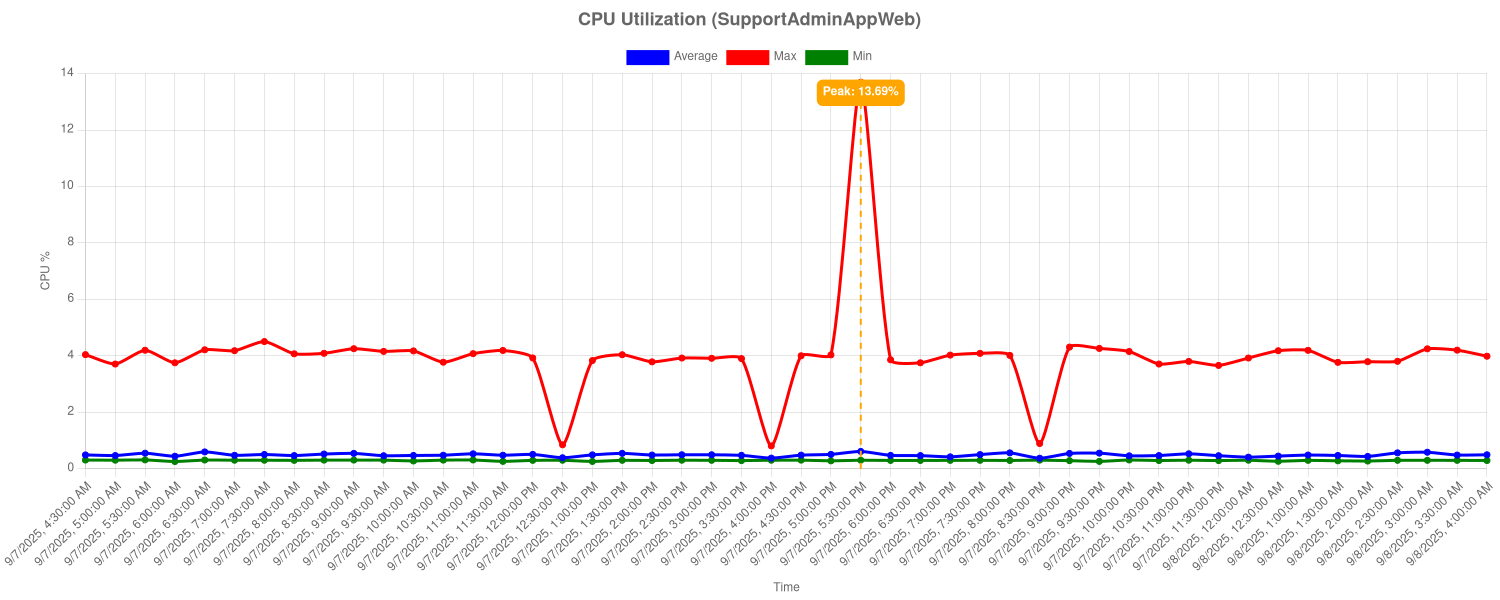 CPU Utilization (SupportAdminAppWeb)
Average Max Min
Peak: 13.69%
14
12
10
8
6
4
2
0
CPU %
9/7/2025, 4:30:00 AM
9/7/2025, 5:00:00 AM
9/7/2025, 5:30:00 AM
9/7/2025, 6:00:00 AM
9/7/2025, 6:30:00 AM
9/7/2025, 7:00:00 AM
9/7/2025, 7:30:00 AM
9/7/2025, 8:00:00 AM
9/7/2025, 8:30:00 AM
9/7/2025, 9:00:00 AM
9/7/2025, 9:30:00 AM
9/7/2025, 10:00:00 AM
9/7/2025, 10:30:00 AM
9/7/2025, 11:00:00 AM
9/7/2025, 11:30:00 AM
9/7/2025, 12:00:00 PM
9/7/2025, 12:30:00 PM
9/7/2025, 1:00:00 PM
9/7/2025, 1:30:00 PM
9/7/2025, 2:00:00 PM
9/7/2025, 2:30:00 PM
9/7/2025, 3:00:00 PM
9/7/2025, 3:30:00 PM
9/7/2025, 4:00:00 PM
9/7/2025, 4:30:00 PM
9/7/2025, 5:00:00 PM
9/7/2025, 5:30:00 PM
9/7/2025, 6:00:00 PM
9/7/2025, 6:30:00 PM
9/7/2025, 7:00:00 PM
9/7/2025, 7:30:00 PM
9/7/2025, 8:00:00 PM
9/7/2025, 8:30:00 PM
9/7/2025, 9:00:00 PM
9/7/2025, 9:30:00 PM
9/7/2025, 10:00:00 PM
9/7/2025, 10:30:00 PM
9/7/2025, 11:00:00 PM
9/7/2025, 11:30:00 PM
9/8/2025, 12:00:00 AM
9/8/2025, 12:30:00 AM
9/8/2025, 1:00:00 AM
9/8/2025, 1:30:00 AM
9/8/2025, 2:00:00 AM
9/8/2025, 2:30:00 AM
9/8/2025, 3:00:00 AM
9/8/2025, 3:30:00 AM
9/8/2025, 4:00:00 AM
Time